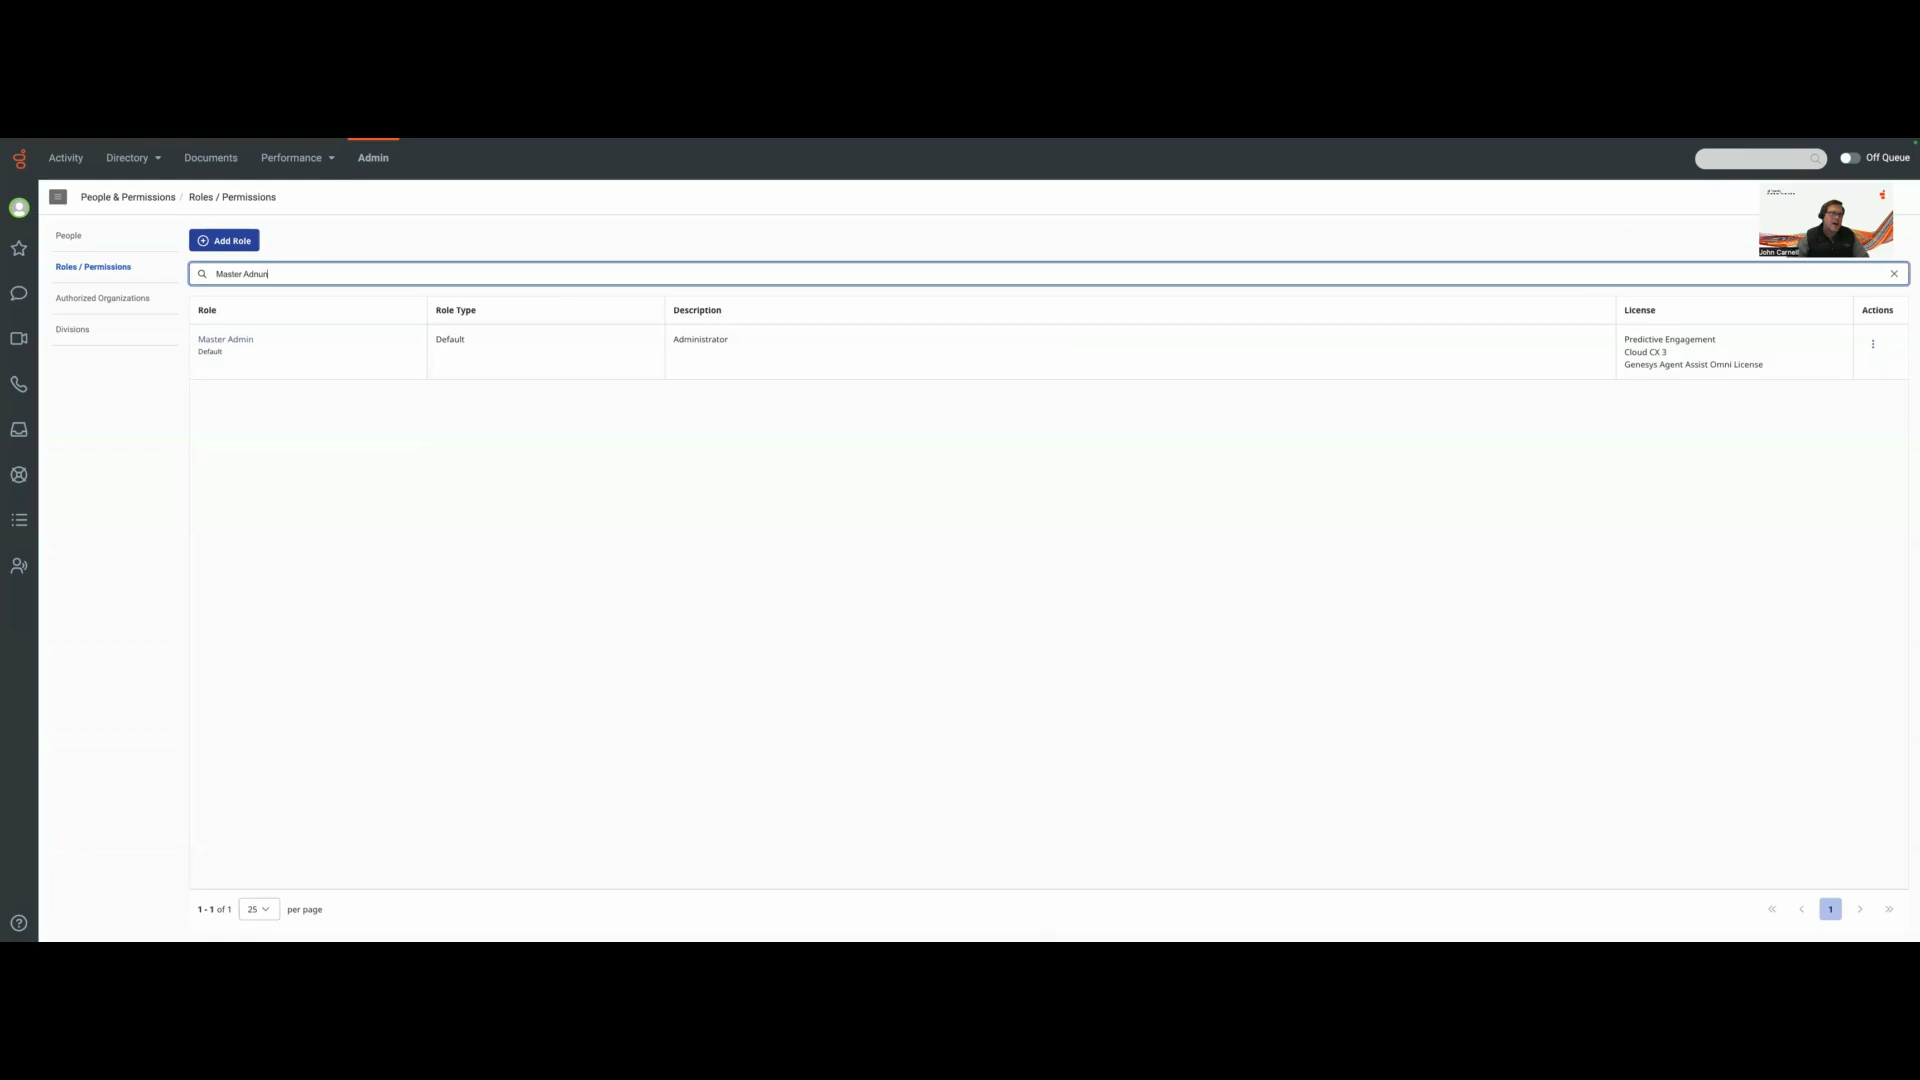 Activity
Directory
Documents
Performance
Admin
Off Queue
People & Permissions / Roles / Permissions
John Carnell
People
Roles / Permissions
Authorized Organizations
Divisions
Add Role
Master Adnun
Role
Role Type
Description
License
Actions
Master Admin
Default
Default
Administrator
Predictive Engagement
Cloud CX 3
Genesys Agent Assist Omni License
1 - 1 of 1
25
per page
1